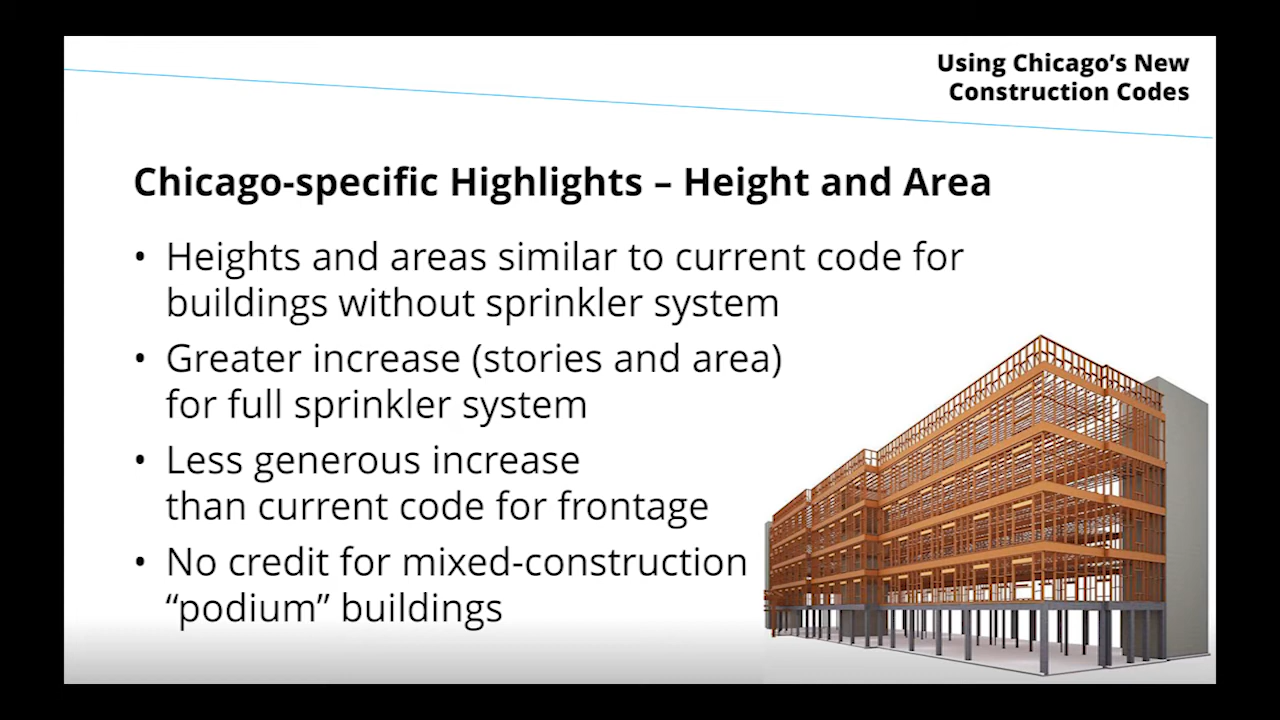 Using Chicago’s New
Construction Codes
Chicago-specific Highlights – Height and Area
• Heights and areas similar to current code for
buildings without sprinkler system
• Greater increase (stories and area)
for full sprinkler system
• Less generous increase
than current code for frontage
• No credit for mixed-construction
“podium” buildings